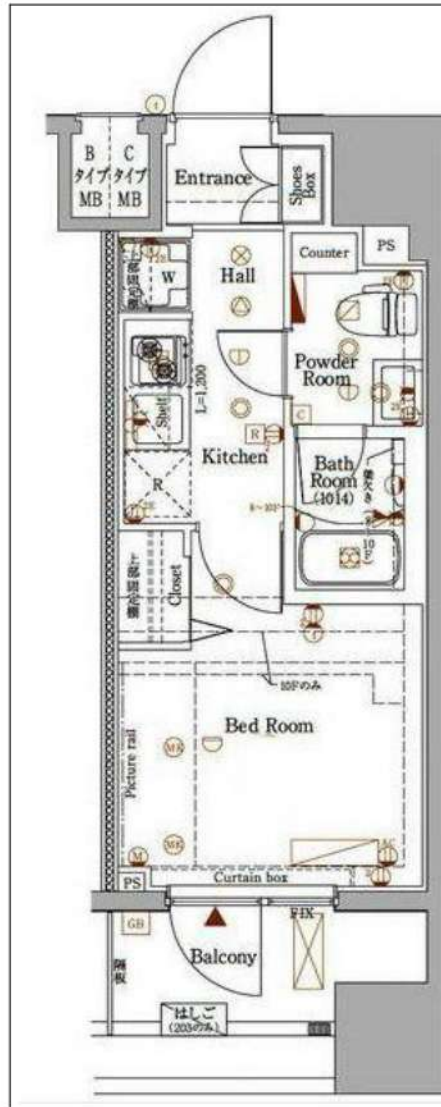 B
タイプ
MB
C
タイプ
MB
Entrance
Shoes
Box
Counter
PS
W
Hall
Powder
Room
L=1,200
Shelf
C
R
Kitchen
Bath
Room
(1014)
R
Closet
10Fのみ
Bed Room
Picture rail
MK
MK
M
PS
Curtain box
GB
FIX
Balcony
はしご
(203のみ)